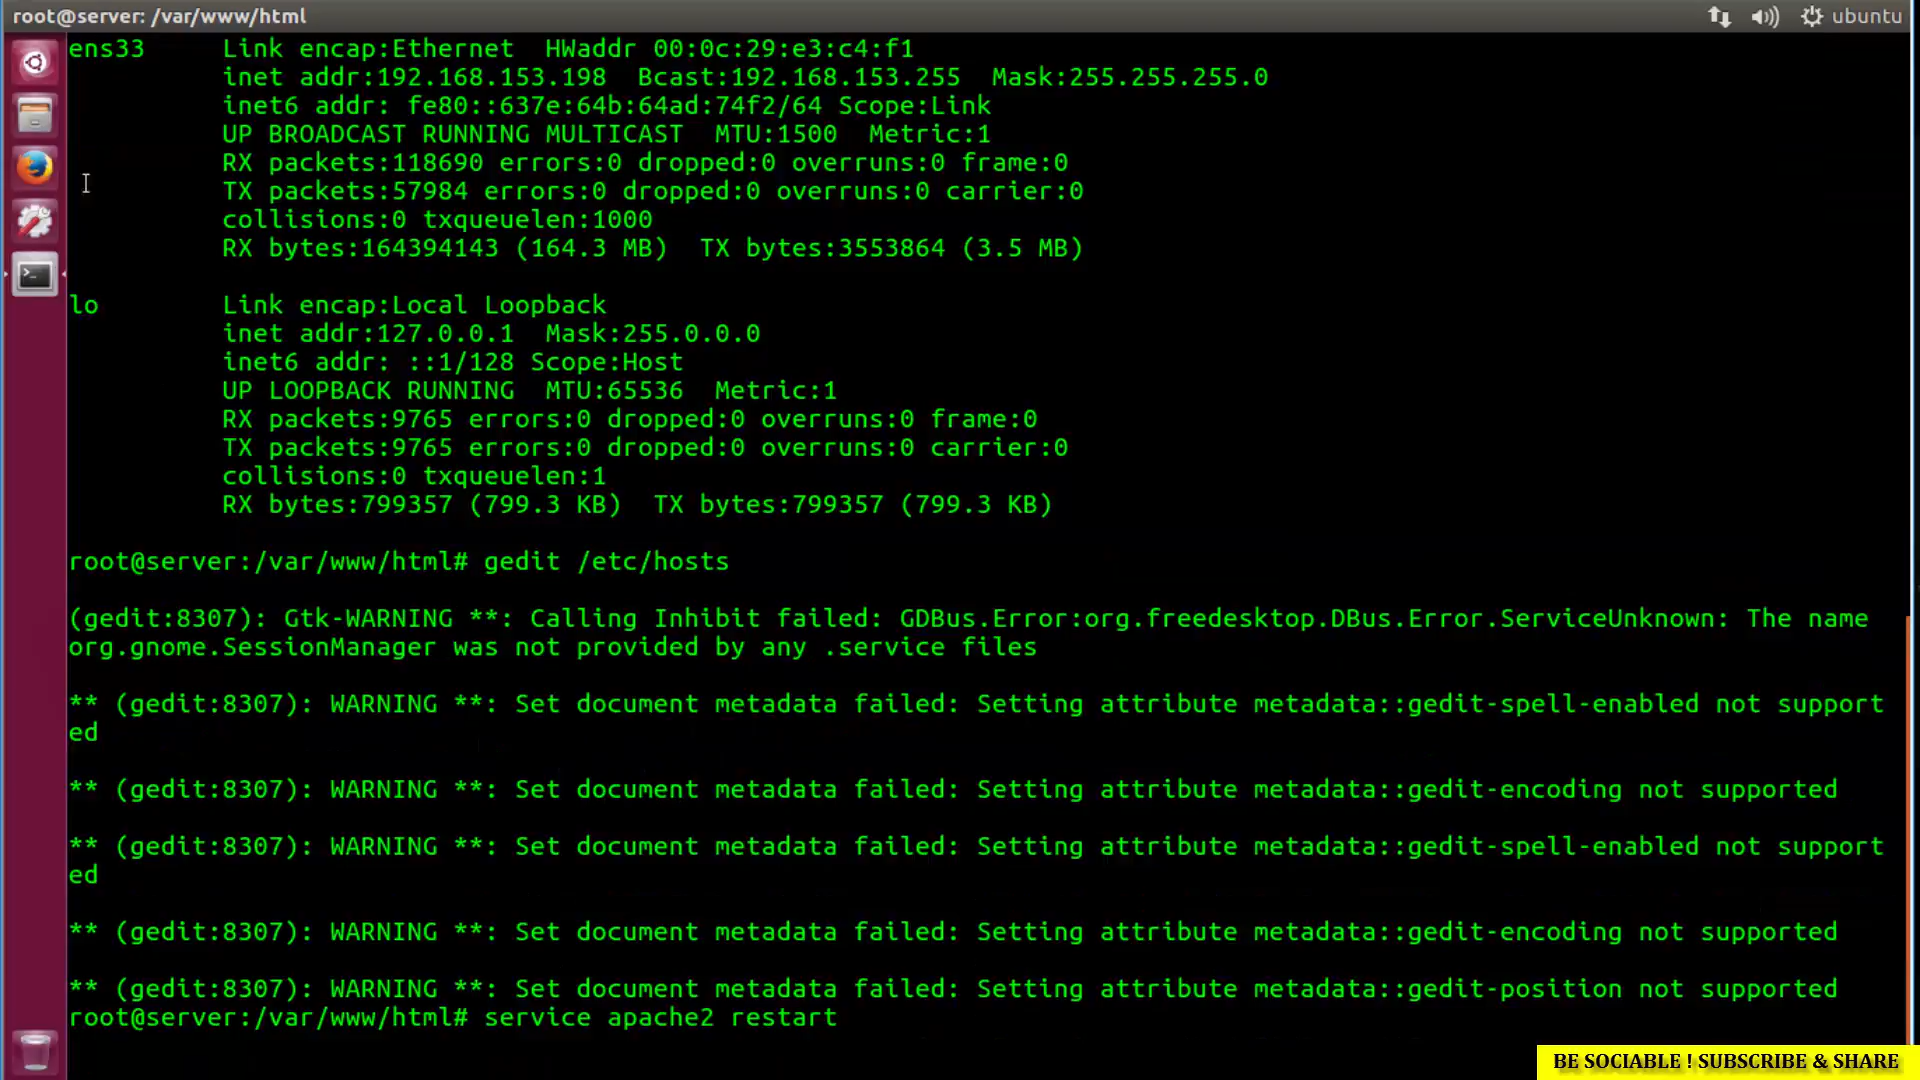 root@server: /var/www/html
ubuntu
ens33     Link encap:Ethernet  HWaddr 00:0c:29:e3:c4:f1
          inet addr:192.168.153.198  Bcast:192.168.153.255  Mask:255.255.255.0
          inet6 addr: fe80::637e:64b:64ad:74f2/64 Scope:Link
          UP BROADCAST RUNNING MULTICAST  MTU:1500  Metric:1
          RX packets:118690 errors:0 dropped:0 overruns:0 frame:0
          TX packets:57984 errors:0 dropped:0 overruns:0 carrier:0
          collisions:0 txqueuelen:1000
          RX bytes:164394143 (164.3 MB)  TX bytes:3553864 (3.5 MB)
lo        Link encap:Local Loopback
          inet addr:127.0.0.1  Mask:255.0.0.0
          inet6 addr: ::1/128 Scope:Host
          UP LOOPBACK RUNNING  MTU:65536  Metric:1
          RX packets:9765 errors:0 dropped:0 overruns:0 frame:0
          TX packets:9765 errors:0 dropped:0 overruns:0 carrier:0
          collisions:0 txqueuelen:1
          RX bytes:799357 (799.3 KB)  TX bytes:799357 (799.3 KB)
root@server:/var/www/html# gedit /etc/hosts
(gedit:8307): Gtk-WARNING **: Calling Inhibit failed: GDBus.Error:org.freedesktop.DBus.Error.ServiceUnknown: The name
org.gnome.SessionManager was not provided by any .service files
** (gedit:8307): WARNING **: Set document metadata failed: Setting attribute metadata::gedit-spell-enabled not support
ed
** (gedit:8307): WARNING **: Set document metadata failed: Setting attribute metadata::gedit-encoding not supported
** (gedit:8307): WARNING **: Set document metadata failed: Setting attribute metadata::gedit-spell-enabled not support
ed
** (gedit:8307): WARNING **: Set document metadata failed: Setting attribute metadata::gedit-encoding not supported
** (gedit:8307): WARNING **: Set document metadata failed: Setting attribute metadata::gedit-position not supported
root@server:/var/www/html# service apache2 restart
BE SOCIABLE ! SUBSCRIBE & SHARE